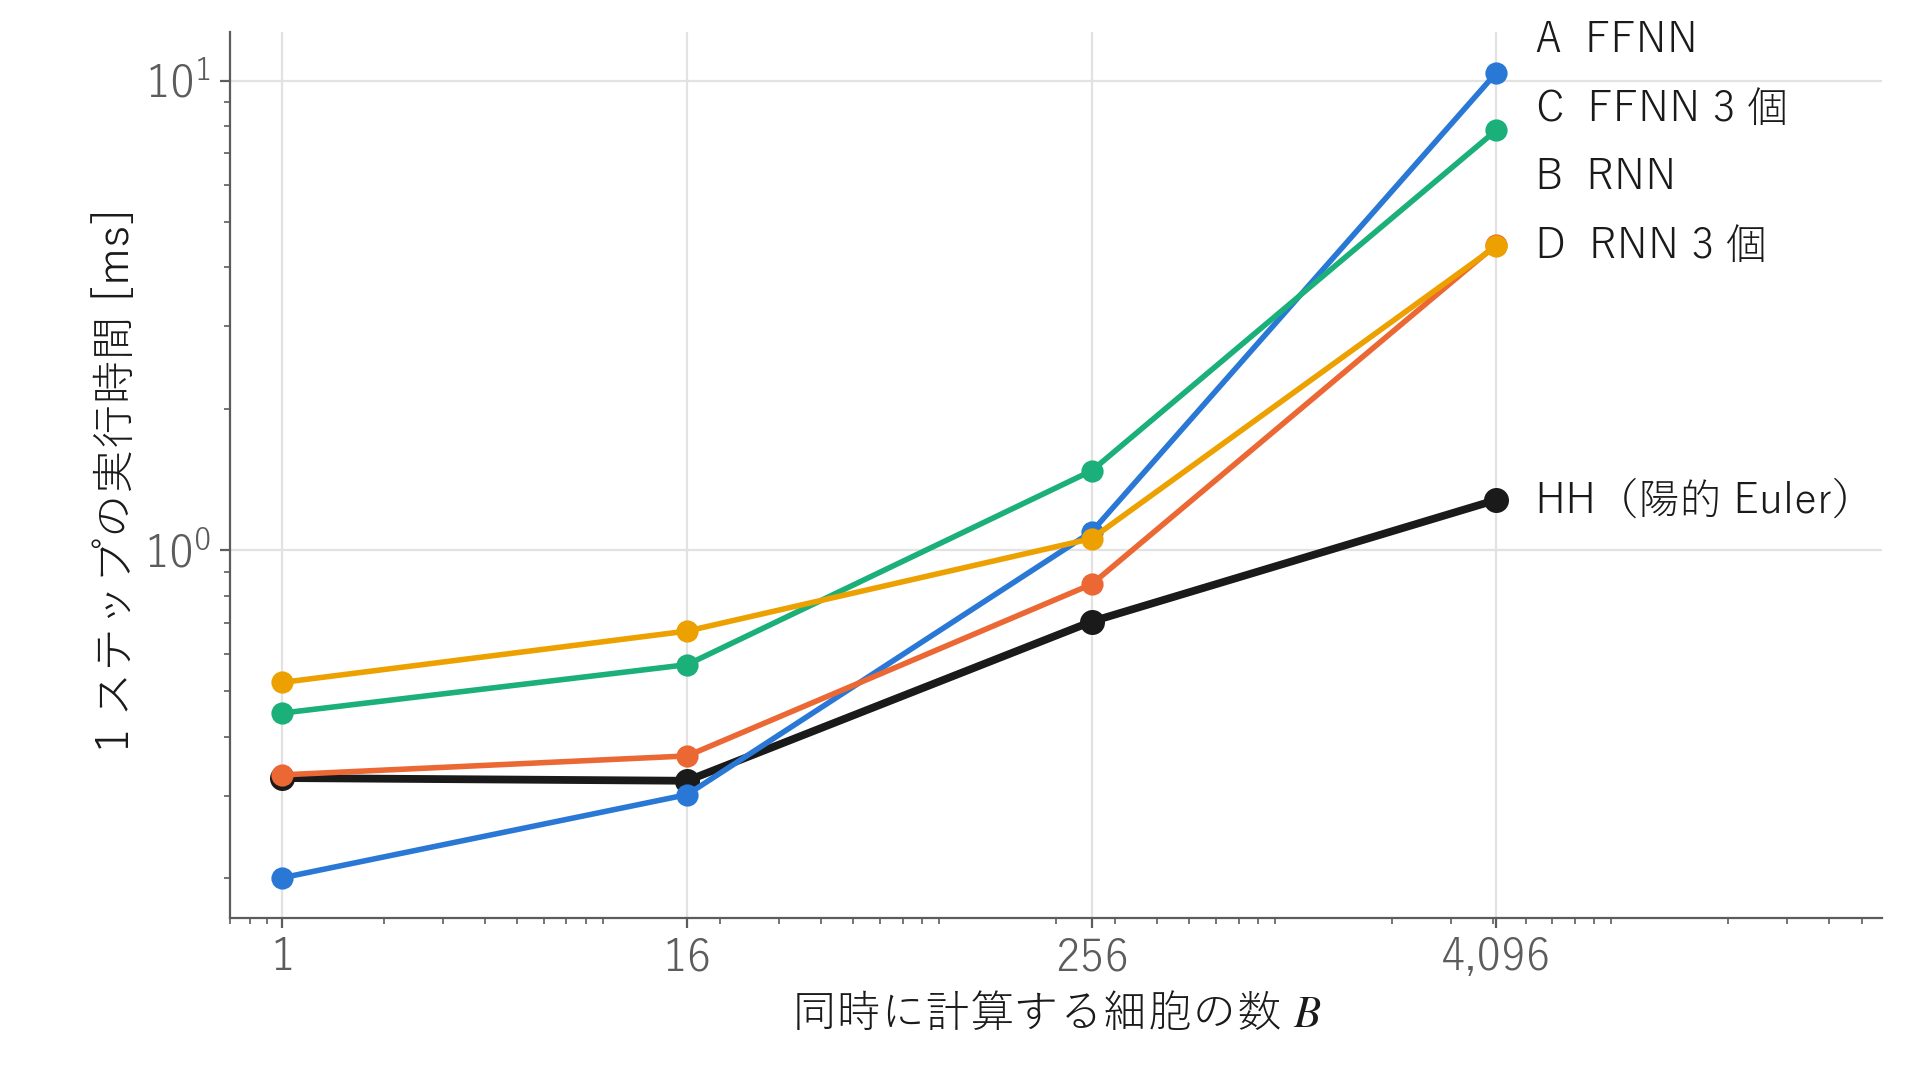 A FFNN
10¹
C FFNN 3 個
B RNN
D RNN 3 個
HH（陽的 Euler）
10⁰
1 ステップの実行時間 [ms]
1 16 256 4,096
同時に計算する細胞の数 B